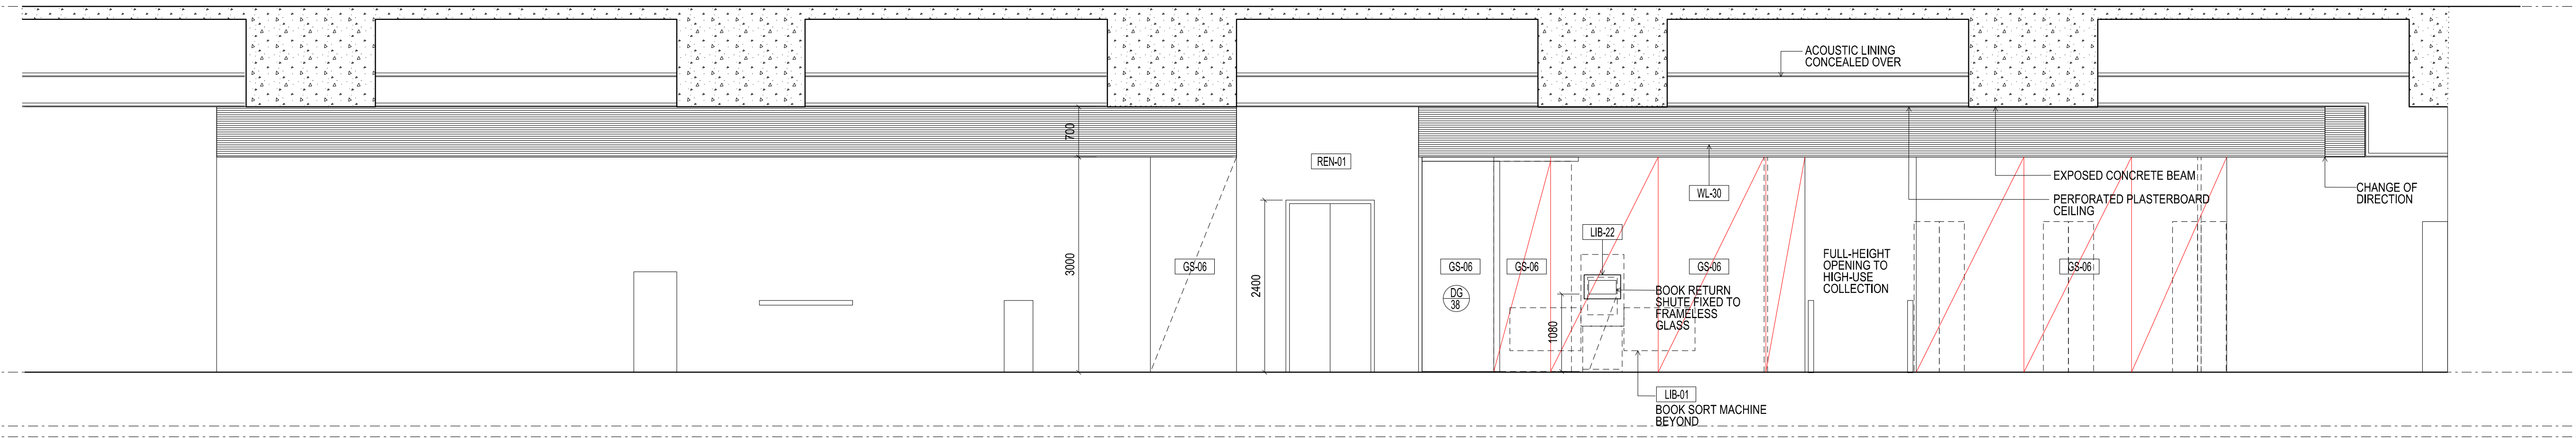 ACOUSTIC LINING
CONCEALED OVER
700
REN-01
EXPOSED CONCRETE BEAM
WL-30
PERFORATED PLASTERBOARD
CEILING
CHANGE OF
DIRECTION
LIB-22
3000
GS-06
GS-06
GS-06
GS-06
GS-06
FULL-HEIGHT
OPENING TO
HIGH-USE
COLLECTION
2400
DG
38
BOOK RETURN
SHUTE FIXED TO
FRAMELESS
GLASS
1080
LIB-01
BOOK SORT MACHINE
BEYOND